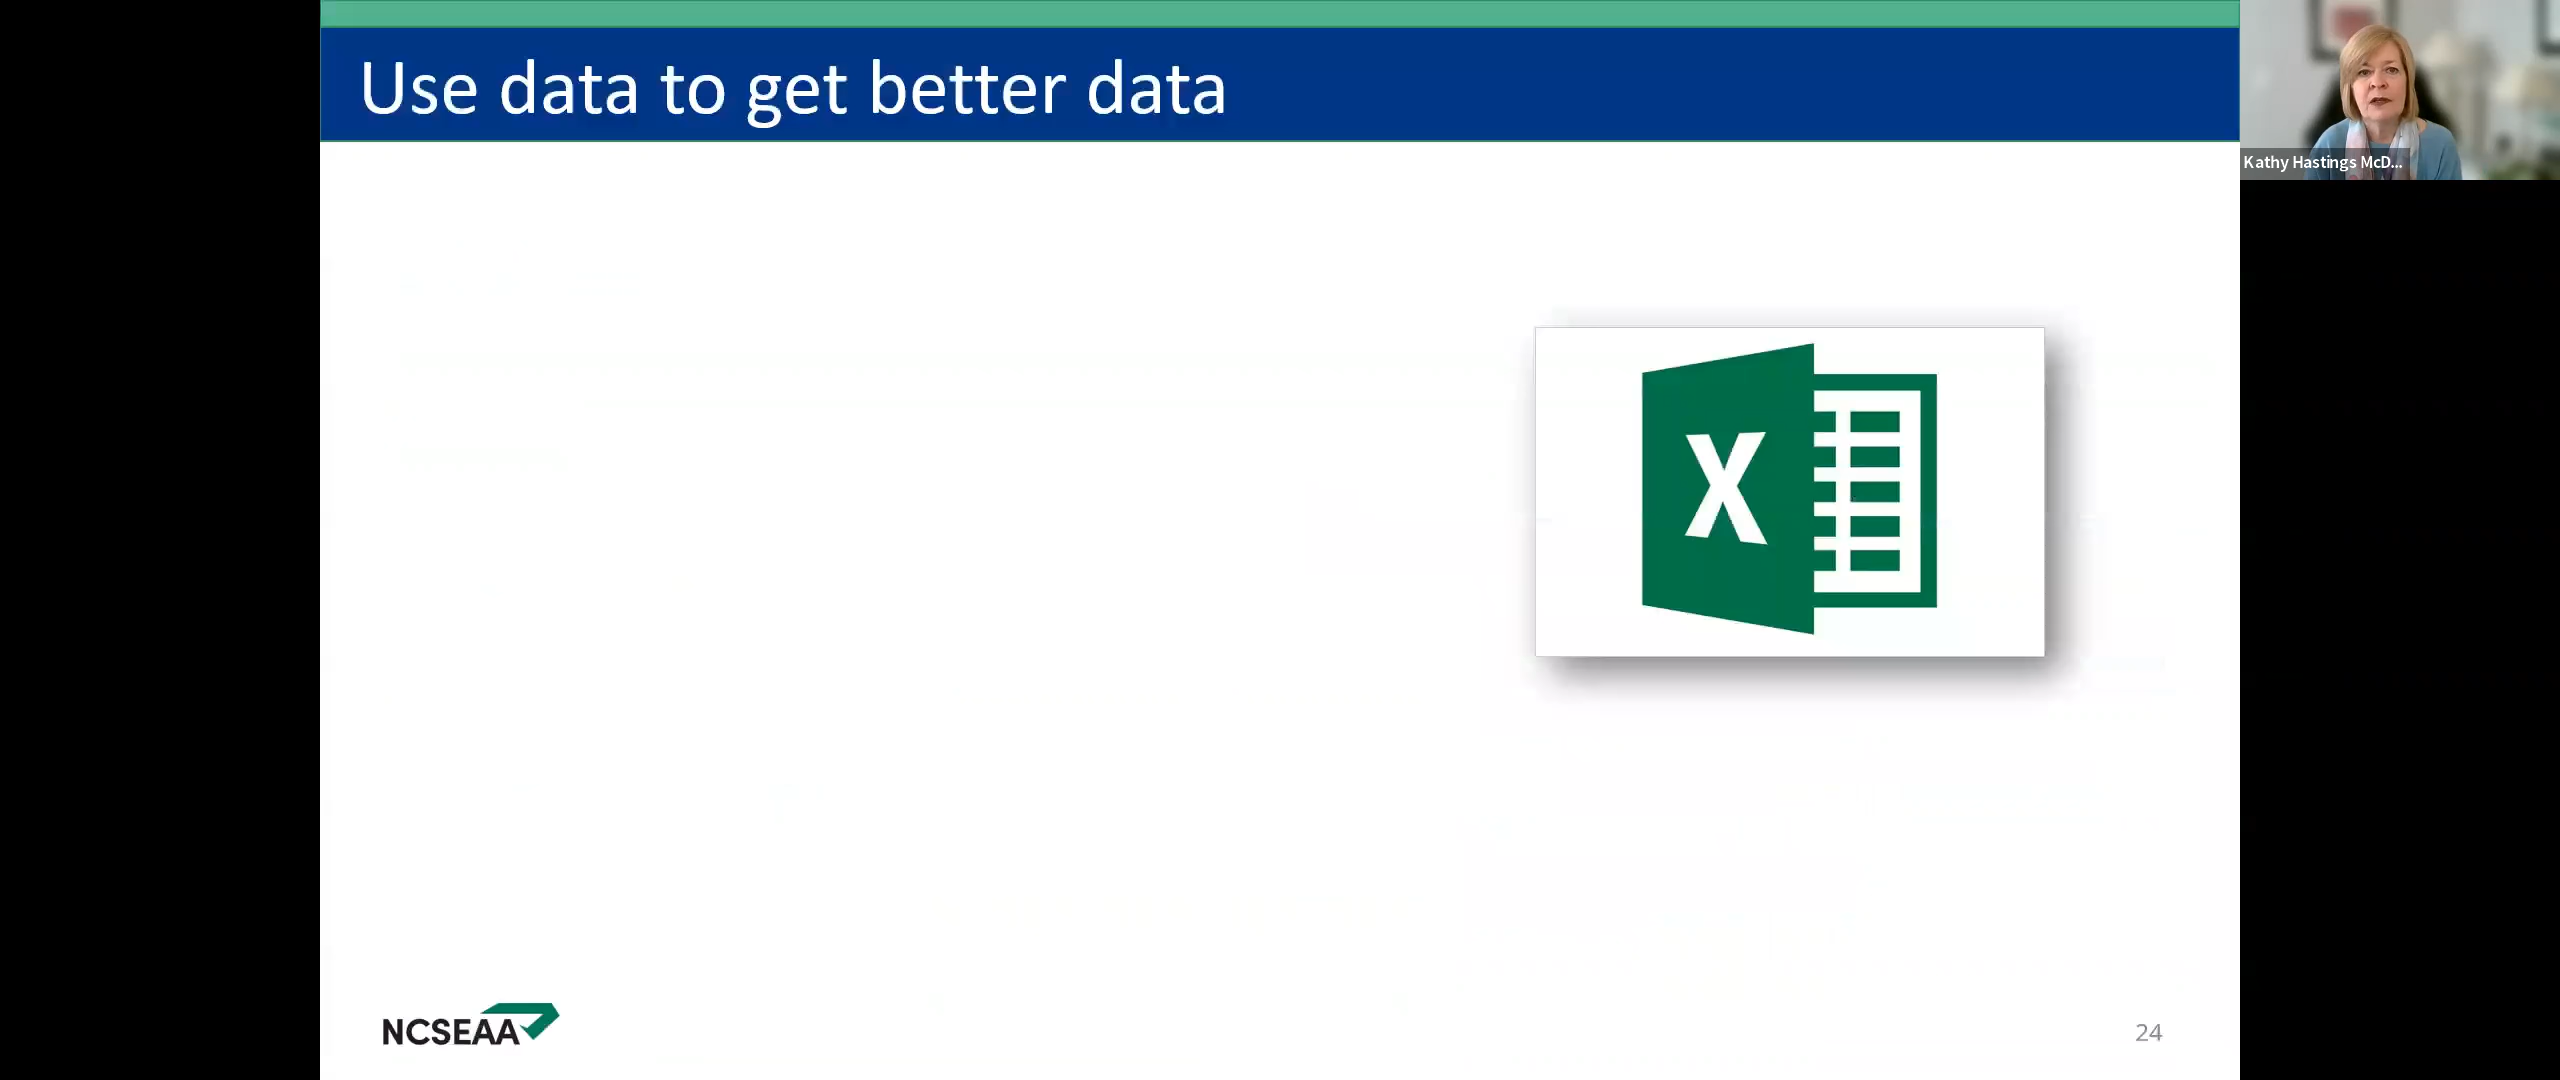 Use data to get better data
Kathy Hastings McD...
X
NCSEAA
24